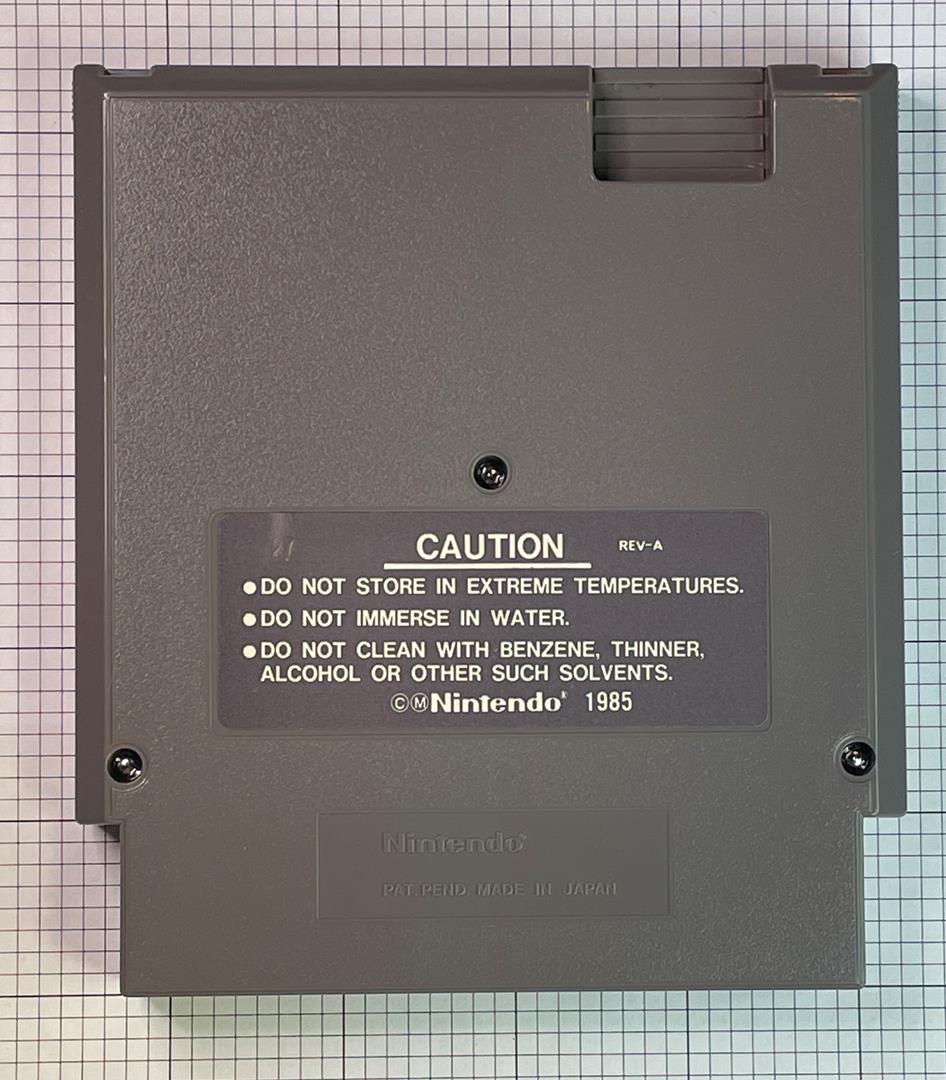 CAUTION REV-A
●DO NOT STORE IN EXTREME TEMPERATURES.
●DO NOT IMMERSE IN WATER.
●DO NOT CLEAN WITH BENZENE, THINNER,
ALCOHOL OR OTHER SUCH SOLVENTS.
©ⓂNintendo® 1985
Nintendo®
PAT. PEND. MADE IN JAPAN